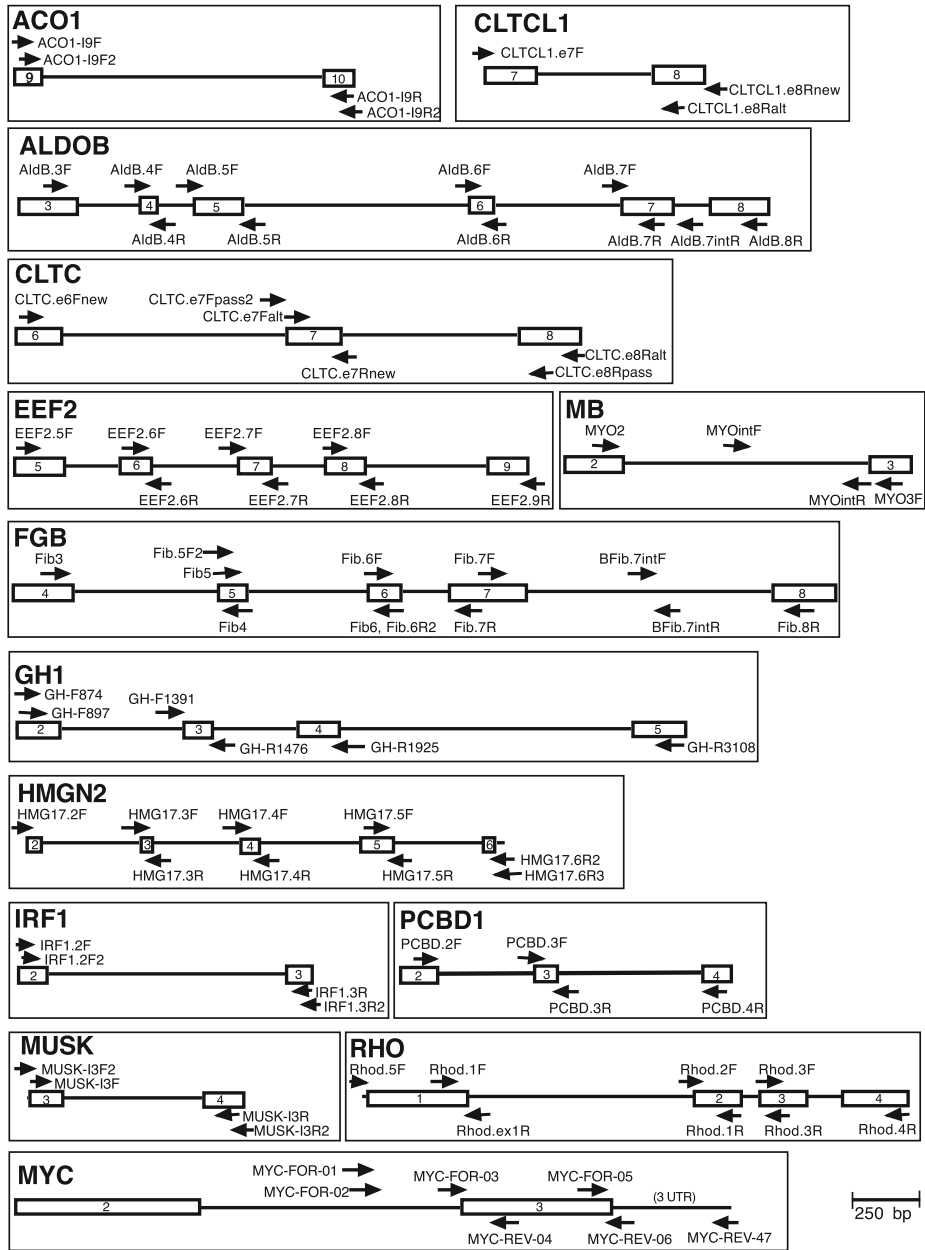 ACO1
ACO1-I9F
ACO1-I9F2
9
10
ACO1-I9R
ACO1-I9R2
CLTCL1
CLTCL1.e7F
7
8
CLTCL1.e8Rnew
CLTCL1.e8Ralt
ALDOB
AldB.3F AldB.4F AldB.5F AldB.6F AldB.7F
3 4 5 6 7 8
AldB.4R AldB.5R AldB.6R AldB.7R AldB.7intR AldB.8R
CLTC
CLTC.e6Fnew CLTC.e7Fpass2
CLTC.e7Falt
6 7 8
CLTC.e8Ralt
CLTC.e7Rnew CLTC.e8Rpass
EEF2
EEF2.5F EEF2.6F EEF2.7F EEF2.8F
5 6 7 8 9
EEF2.6R EEF2.7R EEF2.8R EEF2.9R
MB
MYO2 MYOintF
2 3
MYOintR MYO3F
FGB
Fib.5F2
Fib3 Fib.6F Fib.7F BFib.7intF
Fib5
4 5 6 7 8
Fib4 Fib6, Fib.6R2 Fib.7R BFib.7intR Fib.8R
GH1
GH-F874 GH-F1391
GH-F897
2 3 4 5
GH-R1476 GH-R1925 GH-R3108
HMGN2
HMG17.2F HMG17.3F HMG17.4F HMG17.5F
2 3 4 5 6
HMG17.6R2
HMG17.3R HMG17.4R HMG17.5R HMG17.6R3
IRF1
IRF1.2F
IRF1.2F2
2 3
IRF1.3R
IRF1.3R2
PCBD1
PCBD.2F PCBD.3F
2 3 4
PCBD.3R PCBD.4R
MUSK
MUSK-I3F2
MUSK-I3F
3 4
MUSK-I3R
MUSK-I3R2
RHO
Rhod.5F Rhod.1F Rhod.2F Rhod.3F
1 2 3 4
Rhod.ex1R Rhod.1R Rhod.3R Rhod.4R
MYC
MYC-FOR-01 MYC-FOR-03 MYC-FOR-05
MYC-FOR-02
(3 UTR)
2 3
MYC-REV-04 MYC-REV-06 MYC-REV-47
250 bp